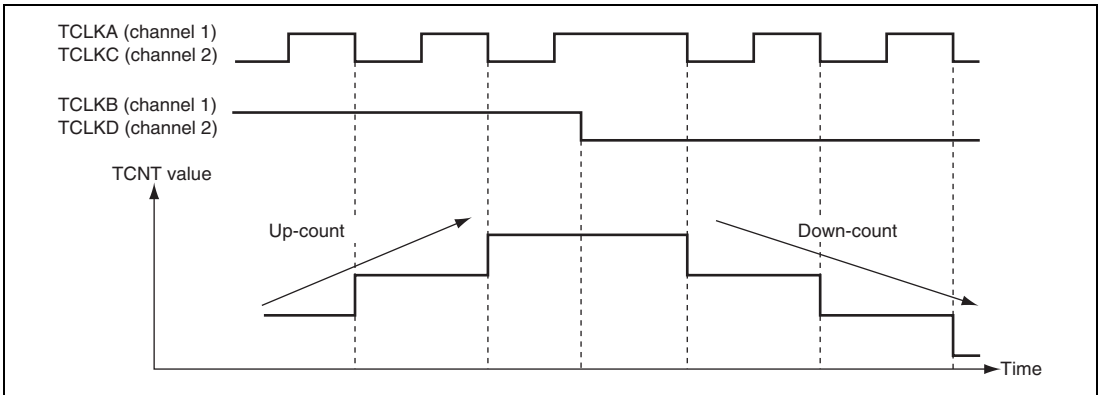 TCLKA (channel 1)
TCLKC (channel 2)
TCLKB (channel 1)
TCLKD (channel 2)
TCNT value
Up-count
Down-count
Time